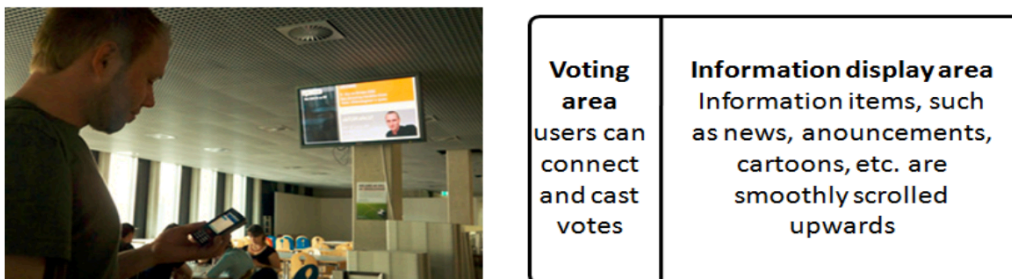 Voting
area
users can
connect
and cast
votes
Information display area
Information items, such
as news, anouncements,
cartoons, etc. are
smoothly scrolled
upwards